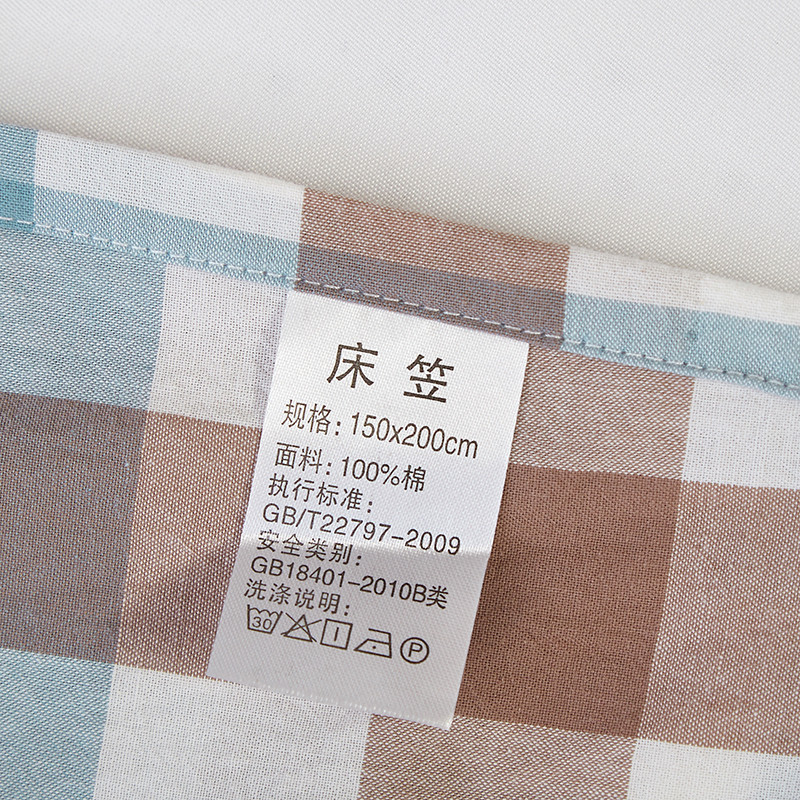 床笠
规格：150x200cm
面料：100%棉
执行标准：
GB/T22797-2009
安全类别：
GB18401-2010B类
洗涤说明：
30 P